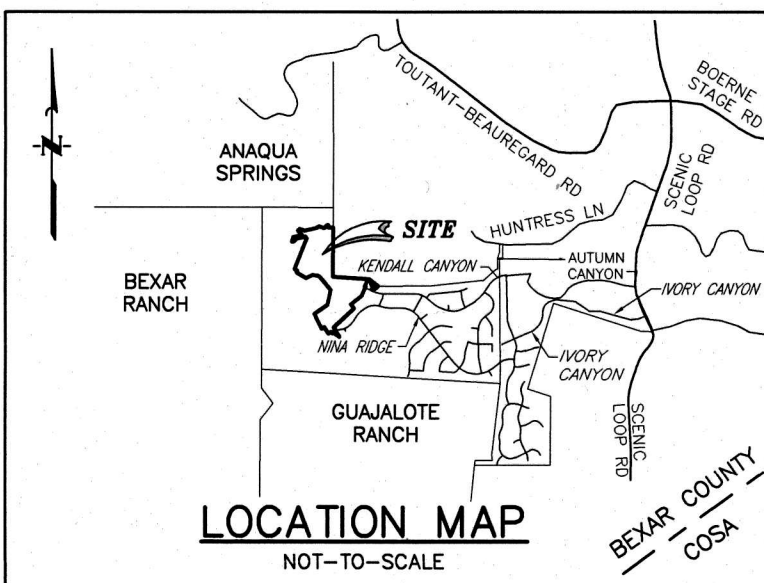 TOUTANT-BEAUREGARD RD
BOERNE
STAGE RD
N
ANAQUA
SPRINGS
SCENIC
LOOP RD
HUNTRESS LN
SITE
KENDALL CANYON
AUTUMN
CANYON
BEXAR
RANCH
IVORY CANYON
NINA RIDGE
IVORY
CANYON
GUAJALOTE
RANCH
SCENIC
LOOP RD
LOCATION MAP
NOT-TO-SCALE
BEXAR COUNTY
COSA